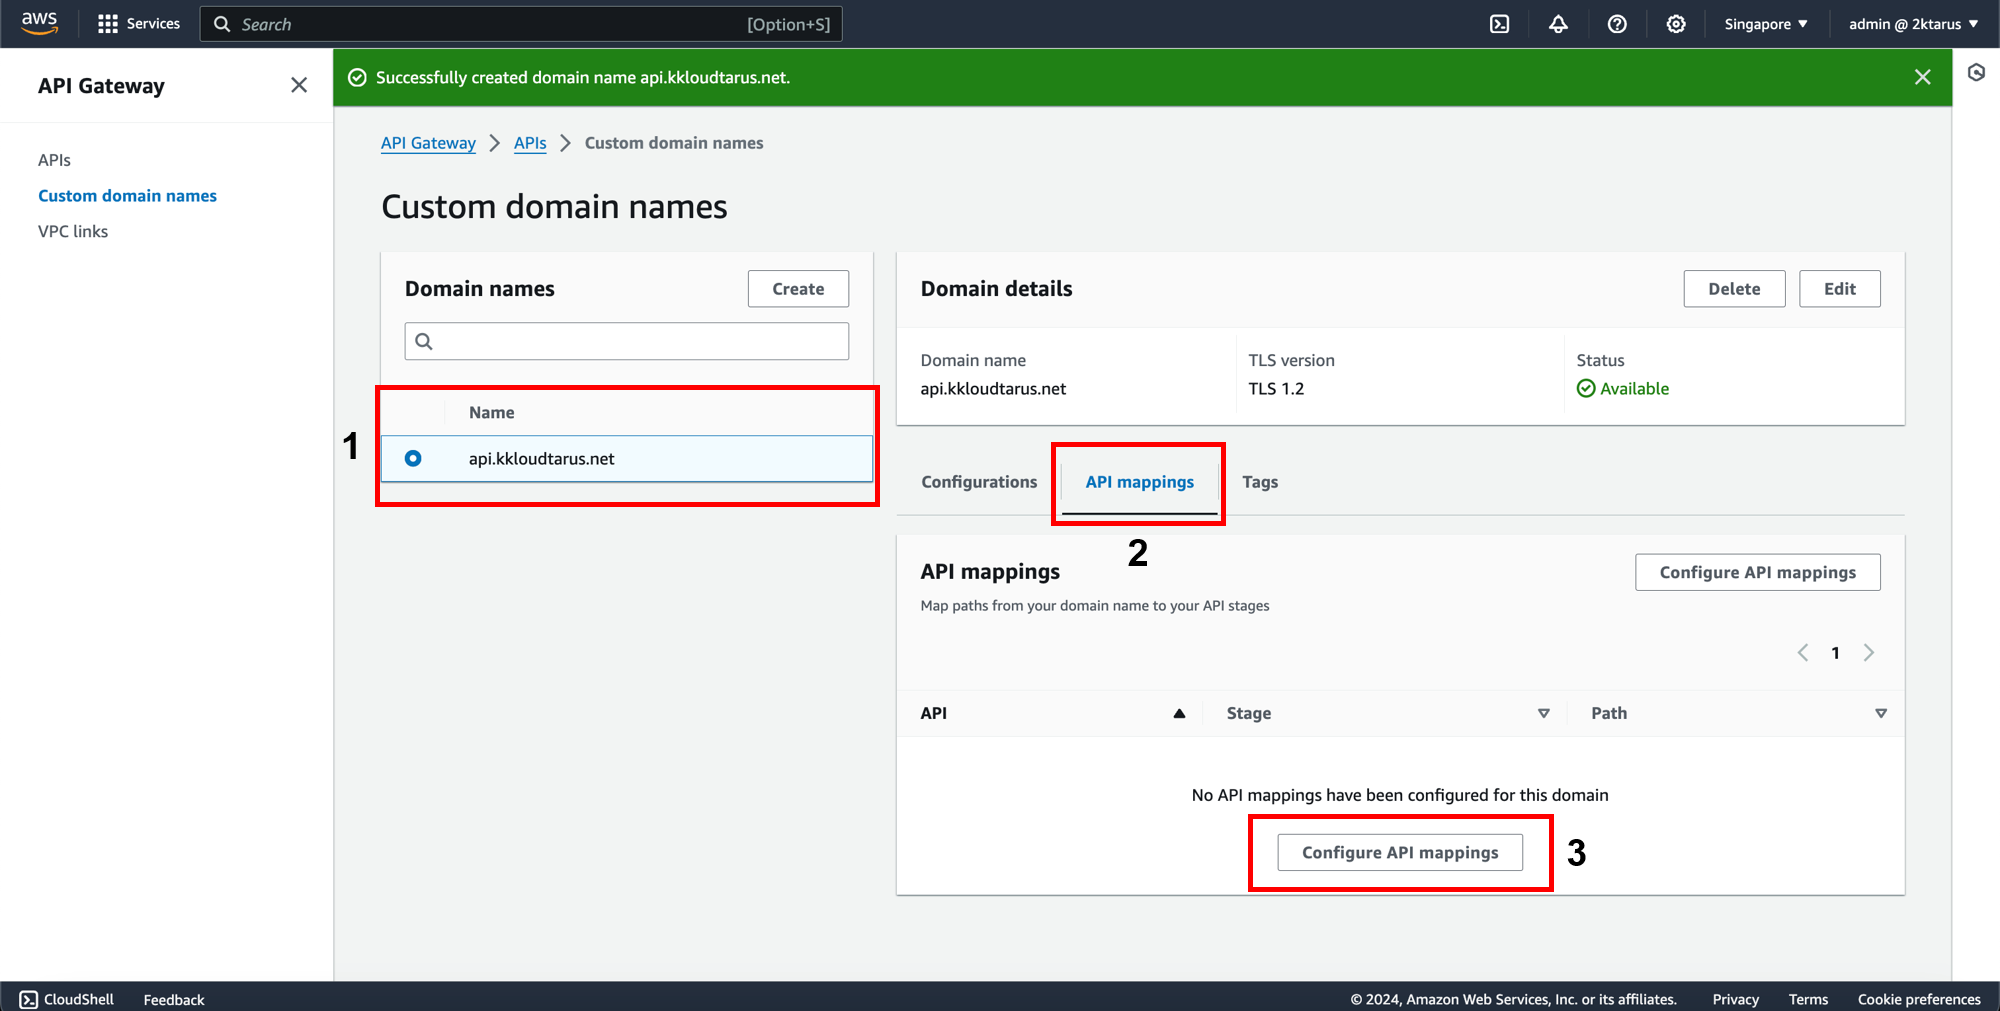 aws
Services
Search [Option+S]
Singapore
admin @ 2ktarus
API Gateway
APIs
Custom domain names
VPC links
Successfully created domain name api.kkloudtarus.net.
API Gateway > APIs > Custom domain names
Custom domain names
Domain names
Create
Name
api.kkloudtarus.net
1
Domain details
Delete
Edit
Domain name
api.kkloudtarus.net
TLS version
TLS 1.2
Status
Available
Configurations
API mappings
Tags
2
API mappings
Configure API mappings
Map paths from your domain name to your API stages
1
API
Stage
Path
No API mappings have been configured for this domain
Configure API mappings
3
CloudShell
Feedback
© 2024, Amazon Web Services, Inc. or its affiliates.
Privacy
Terms
Cookie preferences